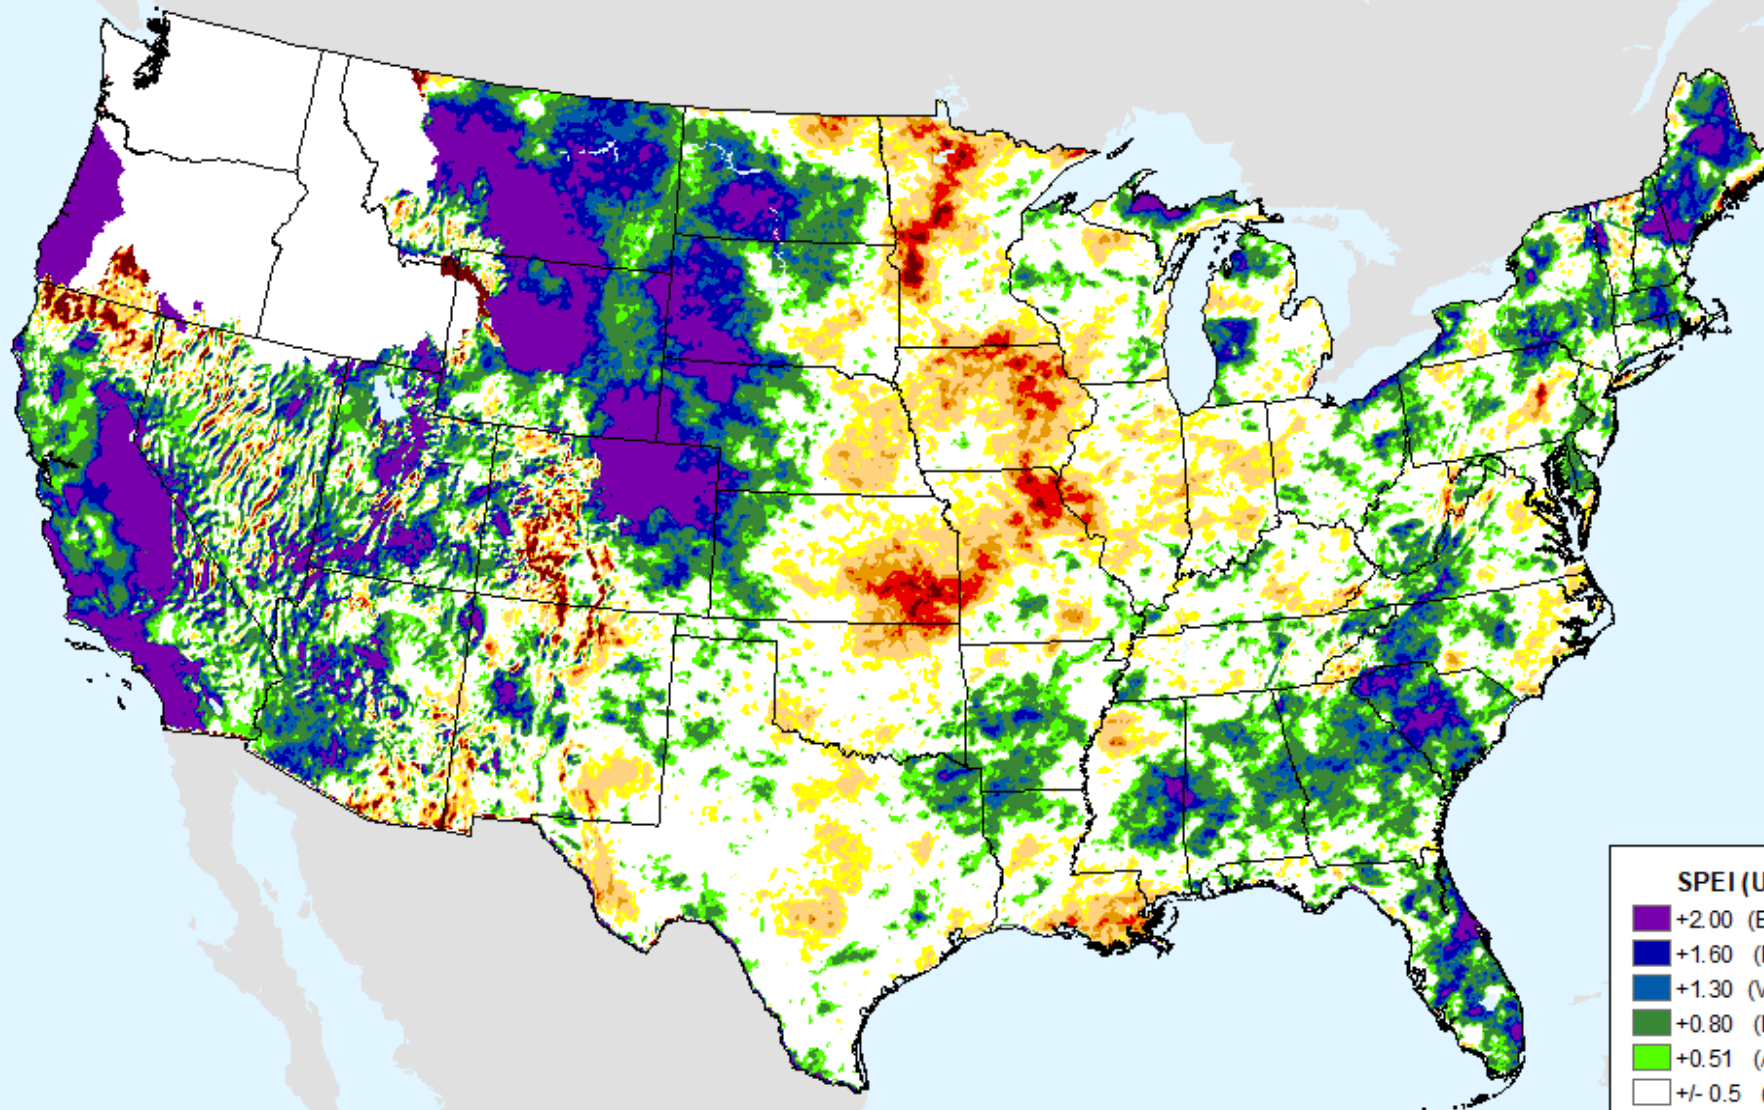 SPEI (U
+2.00 (E
+1.60 (
+1.30 (V
+0.80 (
+0.51 (
+/- 0.5 (